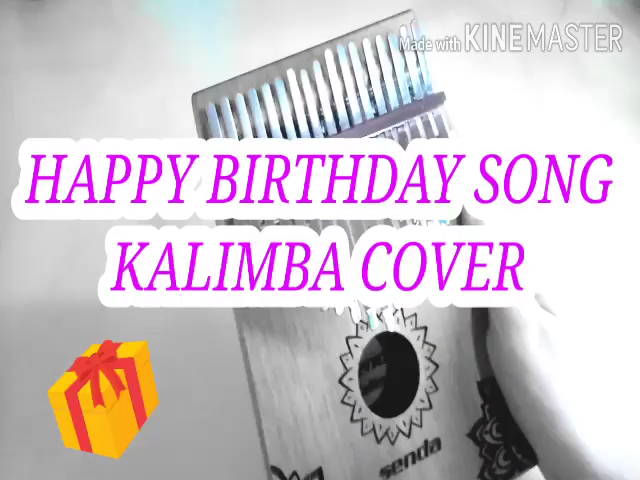 Made with KINEMASTER
HAPPY BIRTHDAY SONG
KALIMBA COVER
senda